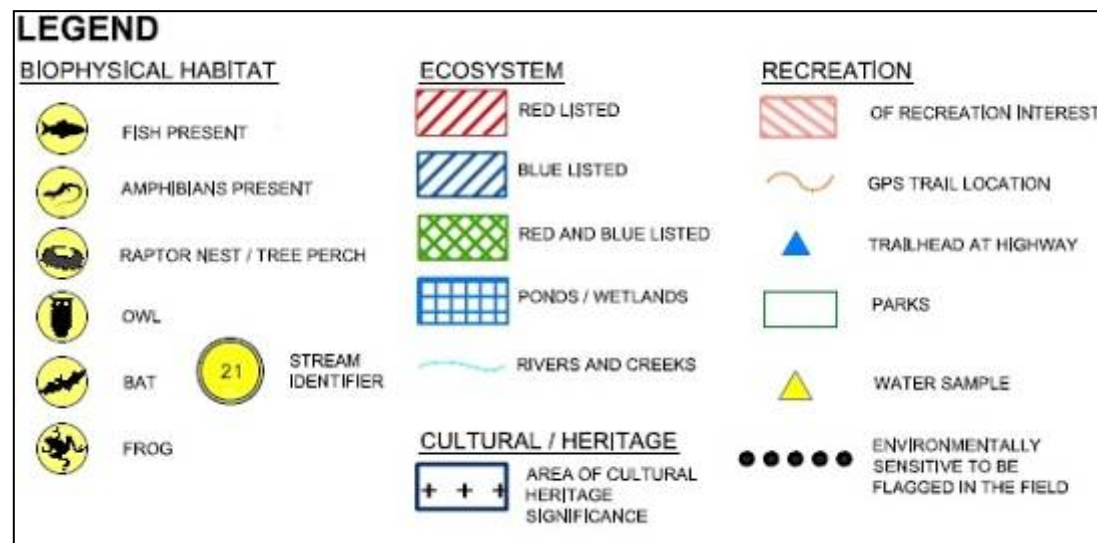 LEGEND
BIOPHYSICAL HABITAT
FISH PRESENT
AMPHIBIANS PRESENT
RAPTOR NEST / TREE PERCH
OWL
BAT
FROG
21
STREAM
IDENTIFIER
ECOSYSTEM
RED LISTED
BLUE LISTED
RED AND BLUE LISTED
PONDS / WETLANDS
RIVERS AND CREEKS
CULTURAL / HERITAGE
AREA OF CULTURAL
HERITAGE
SIGNIFICANCE
RECREATION
OF RECREATION INTEREST
GPS TRAIL LOCATION
TRAILHEAD AT HIGHWAY
PARKS
WATER SAMPLE
ENVIRONMENTALLY
SENSITIVE TO BE
FLAGGED IN THE FIELD